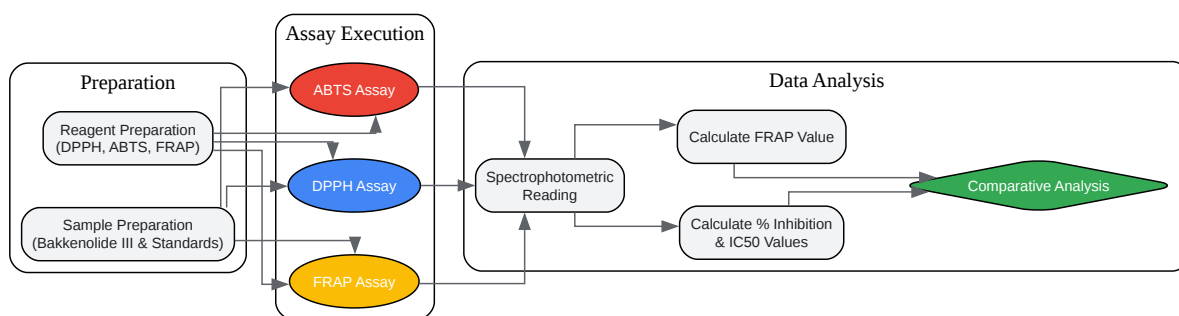 Preparation
Reagent Preparation
(DPPH, ABTS, FRAP)
Sample Preparation
(Bakkenolide III & Standards)
Assay Execution
ABTS Assay
DPPH Assay
FRAP Assay
Data Analysis
Spectrophotometric
Reading
Calculate FRAP Value
Calculate % Inhibition
& IC50 Values
Comparative Analysis